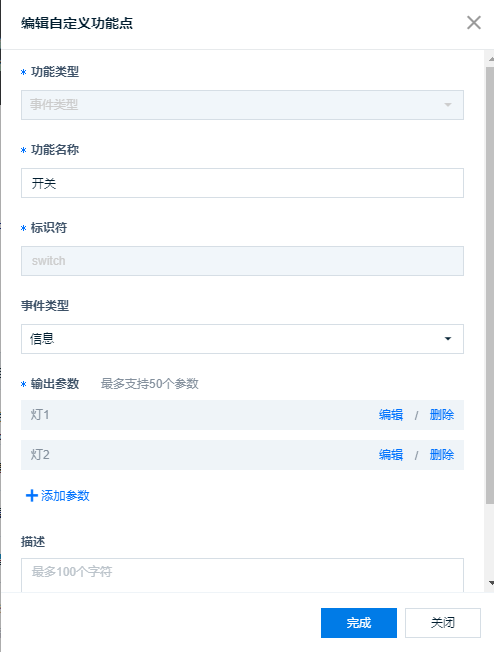 编辑自定义功能点
* 功能类型
事件类型
* 功能名称
开关
* 标识符
switch
事件类型
信息
* 输出参数 最多支持50个参数
灯1 编辑 / 删除
灯2 编辑 / 删除
添加参数
描述
最多100个字符
完成 关闭